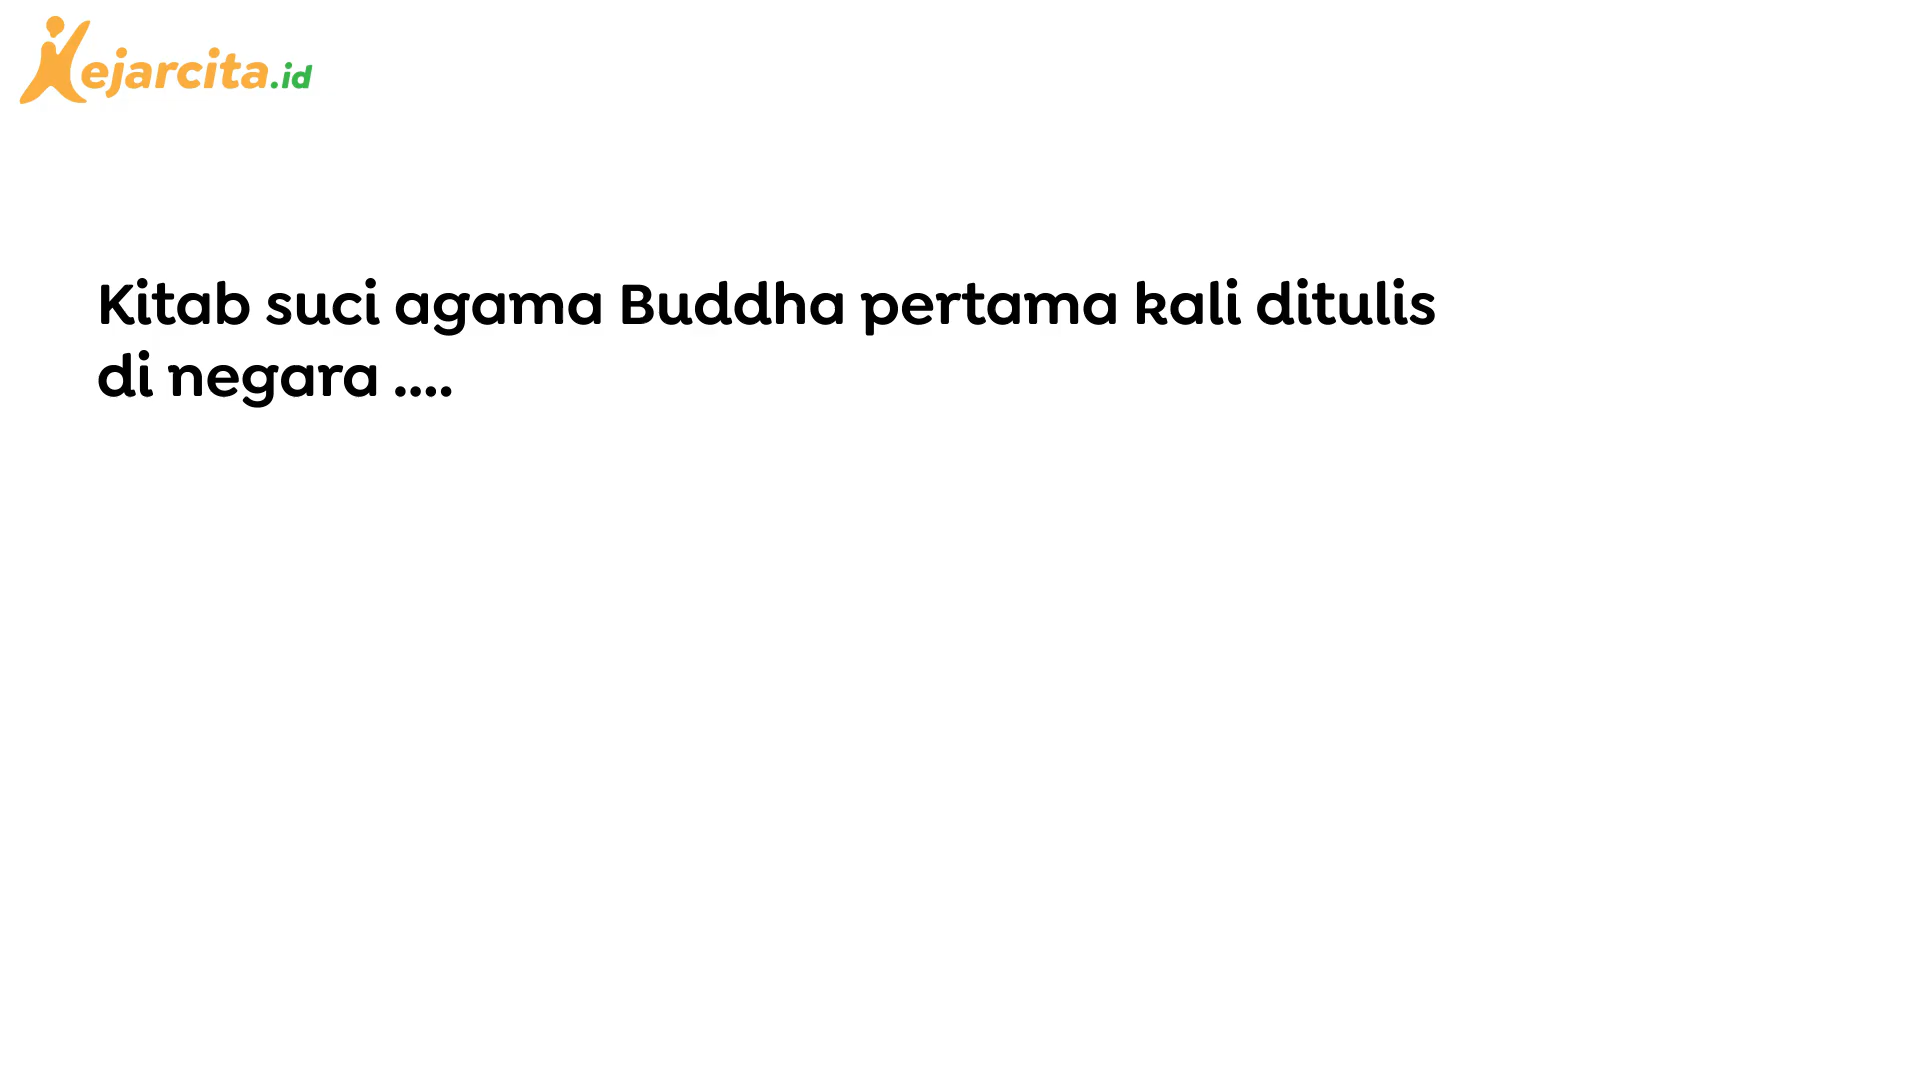 Kejarcita.id
Kitab suci agama Buddha pertama kali ditulis
di negara ....